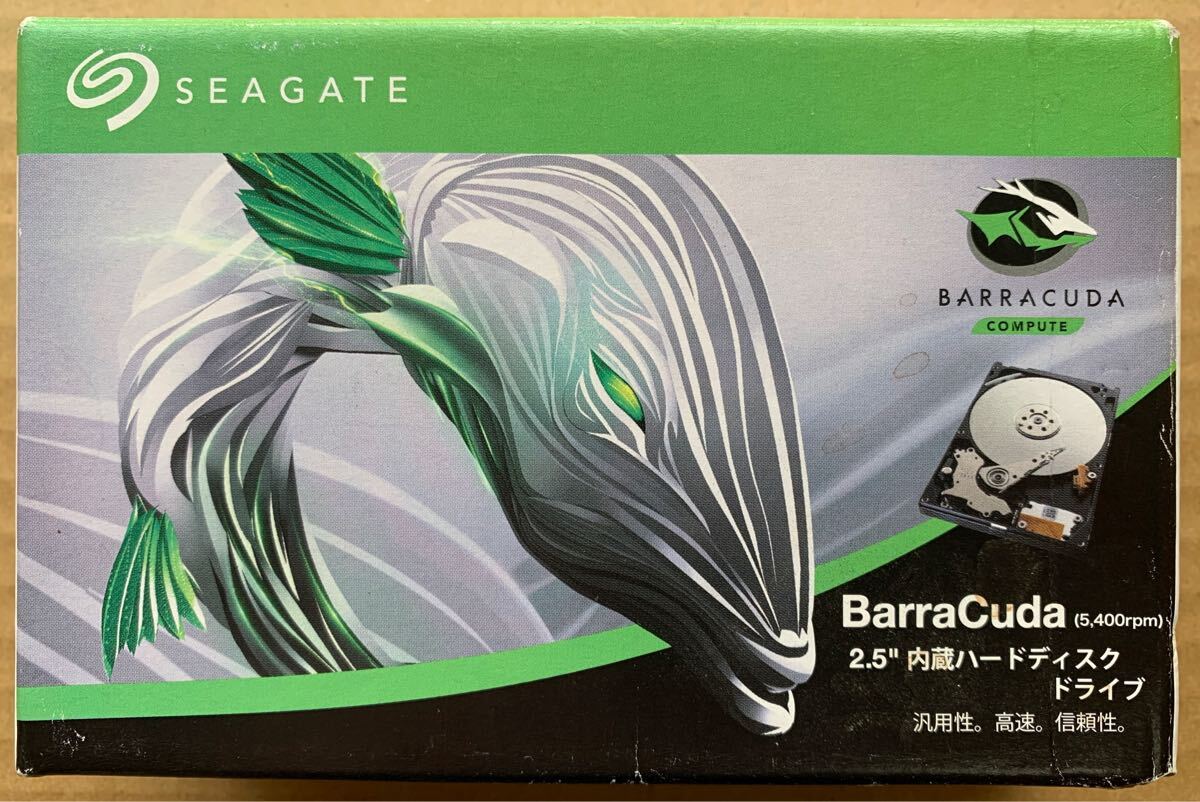 SEAGATE
BARRACUDA
COMPUTE
BarraCuda (5,400rpm)
2.5" 内蔵ハードディスク
ドライブ
汎用性。高速。信頼性。